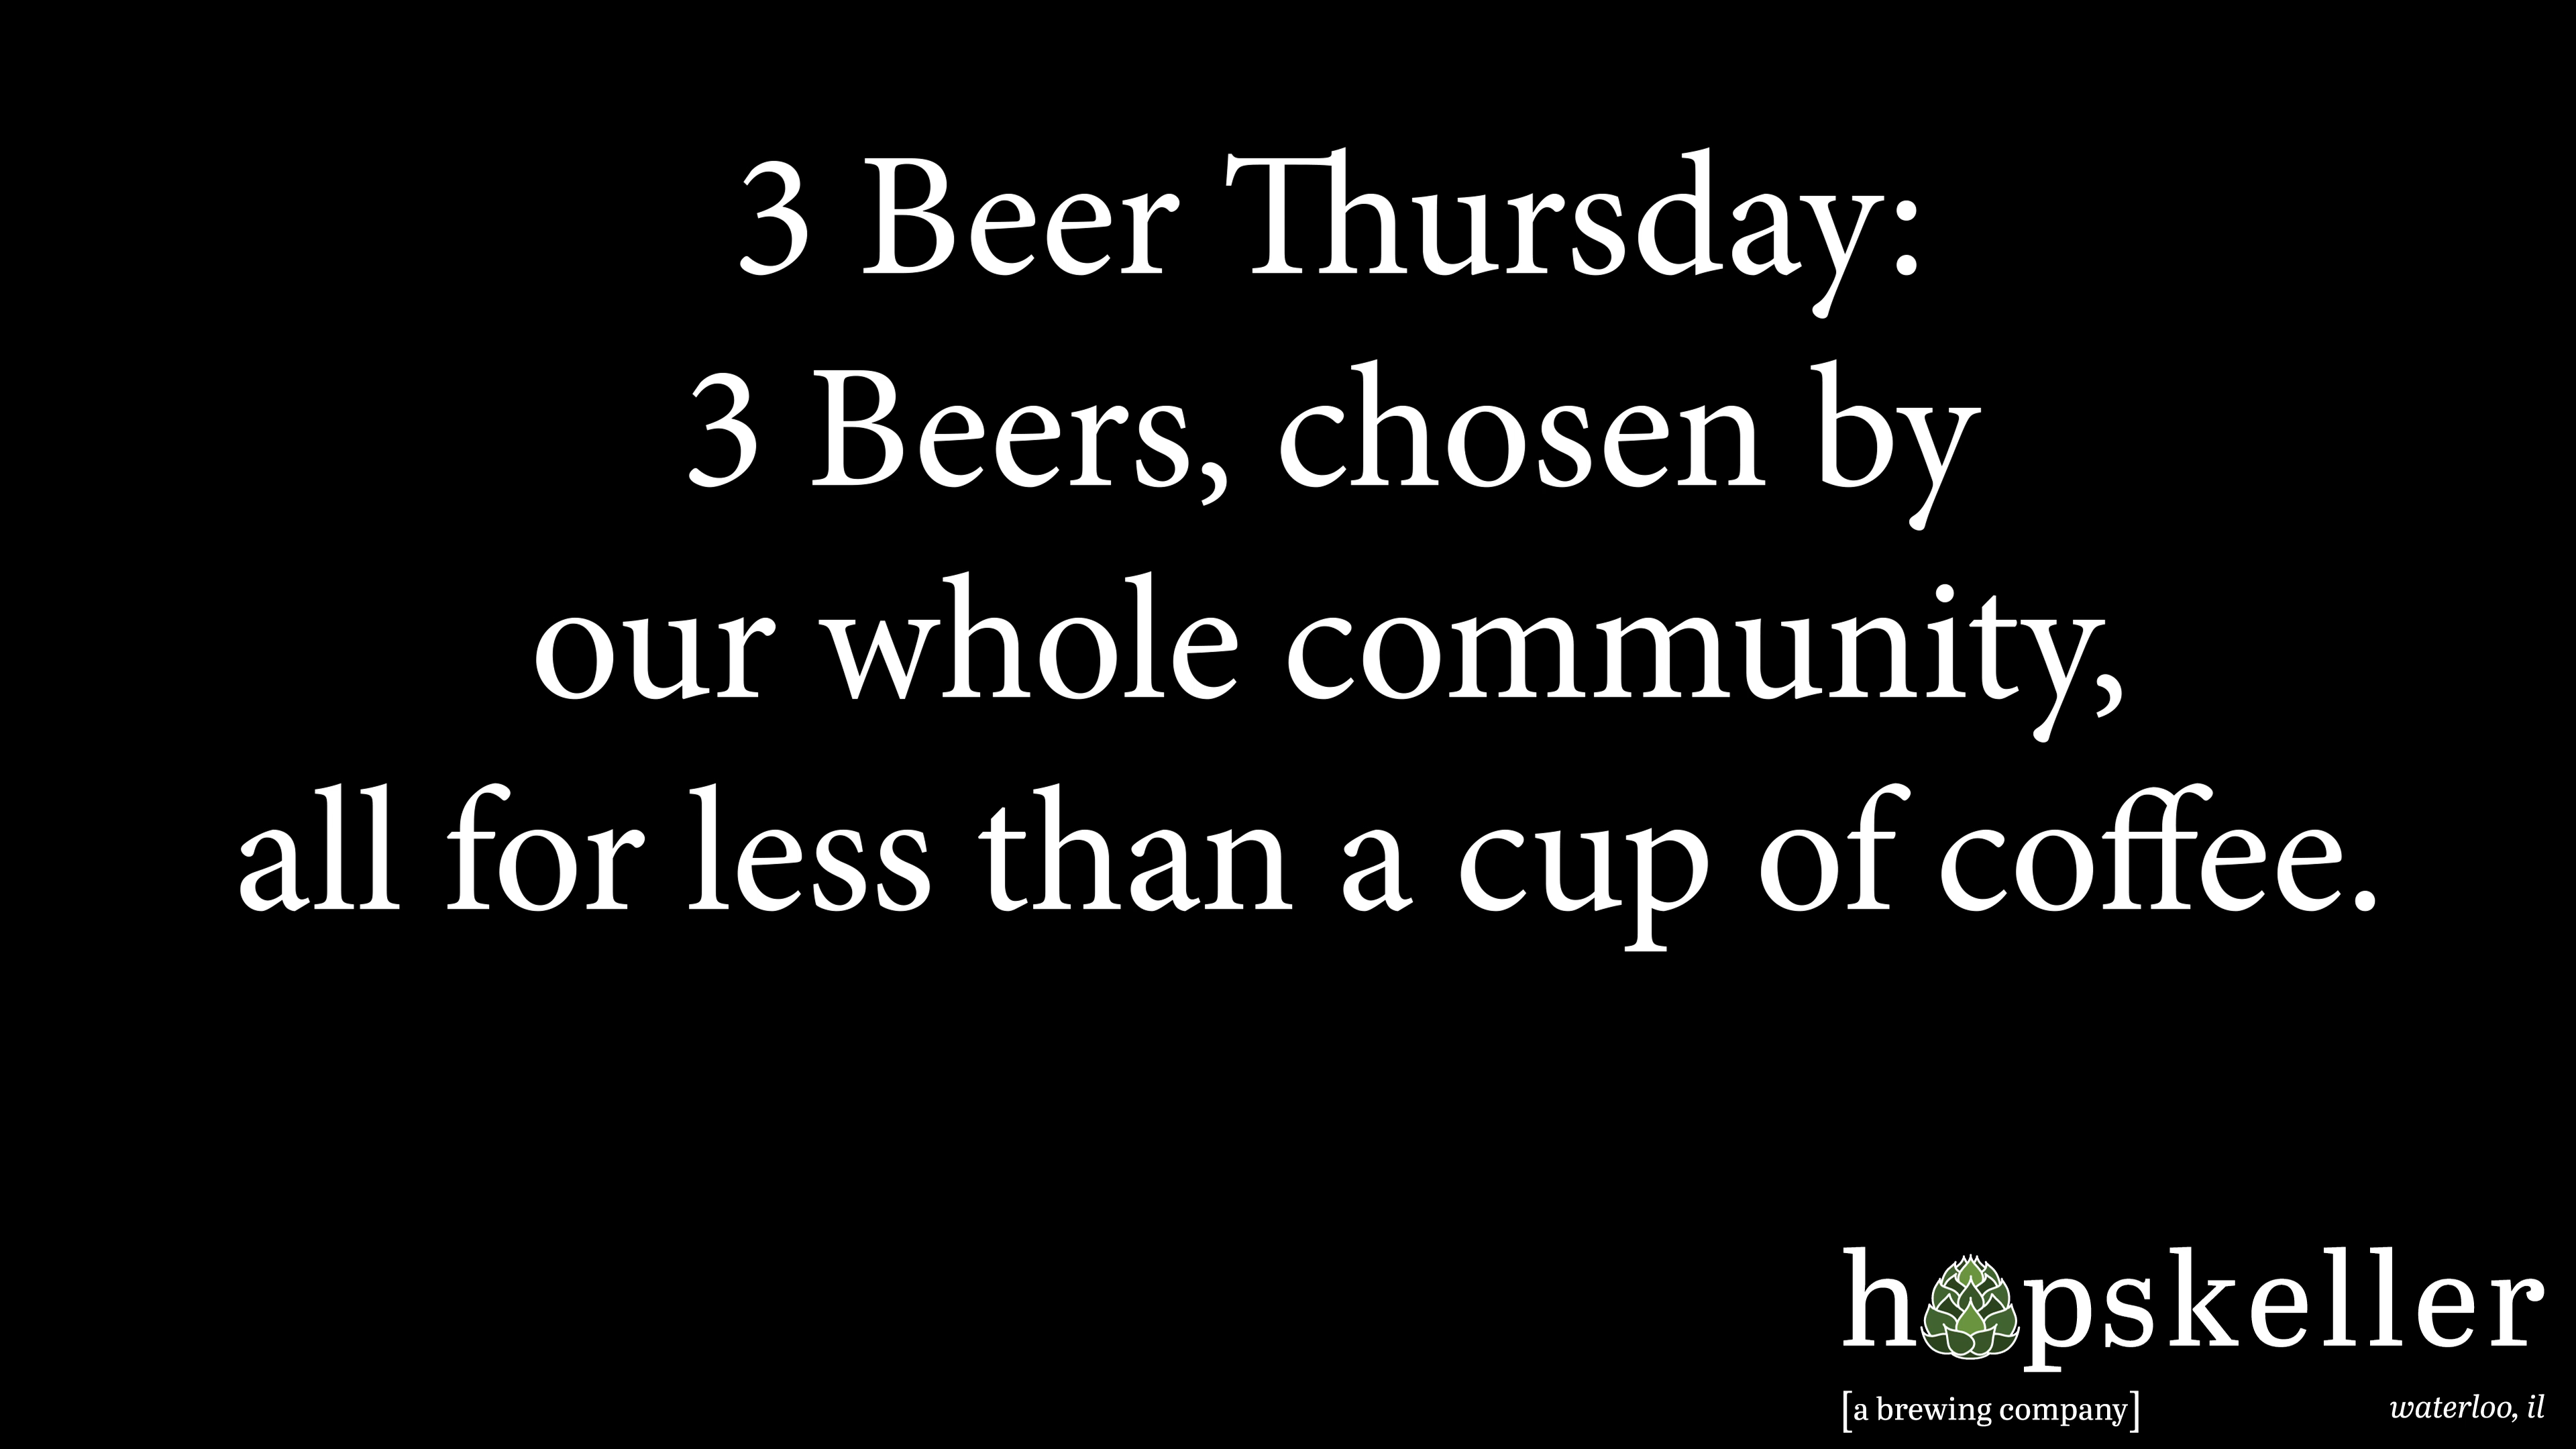 3 Beer Thursday:
3 Beers, chosen by
our whole community,
all for less than a cup of coffee.
hopskeller
[a brewing company]
waterloo, il